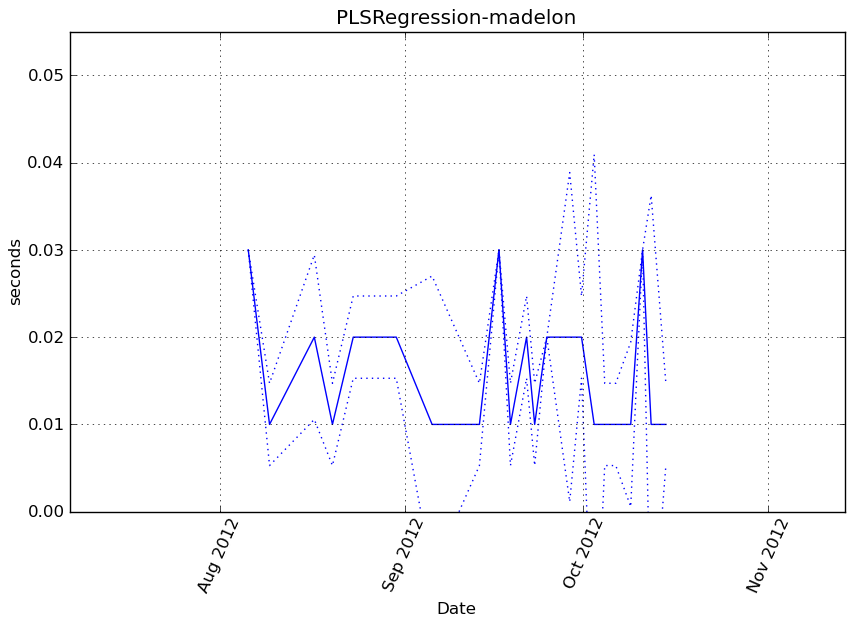 PLSRegression-madelon
0.05
0.04
0.03
0.02
0.01
0.00
seconds
Aug 2012
Sep 2012
Oct 2012
Nov 2012
Date